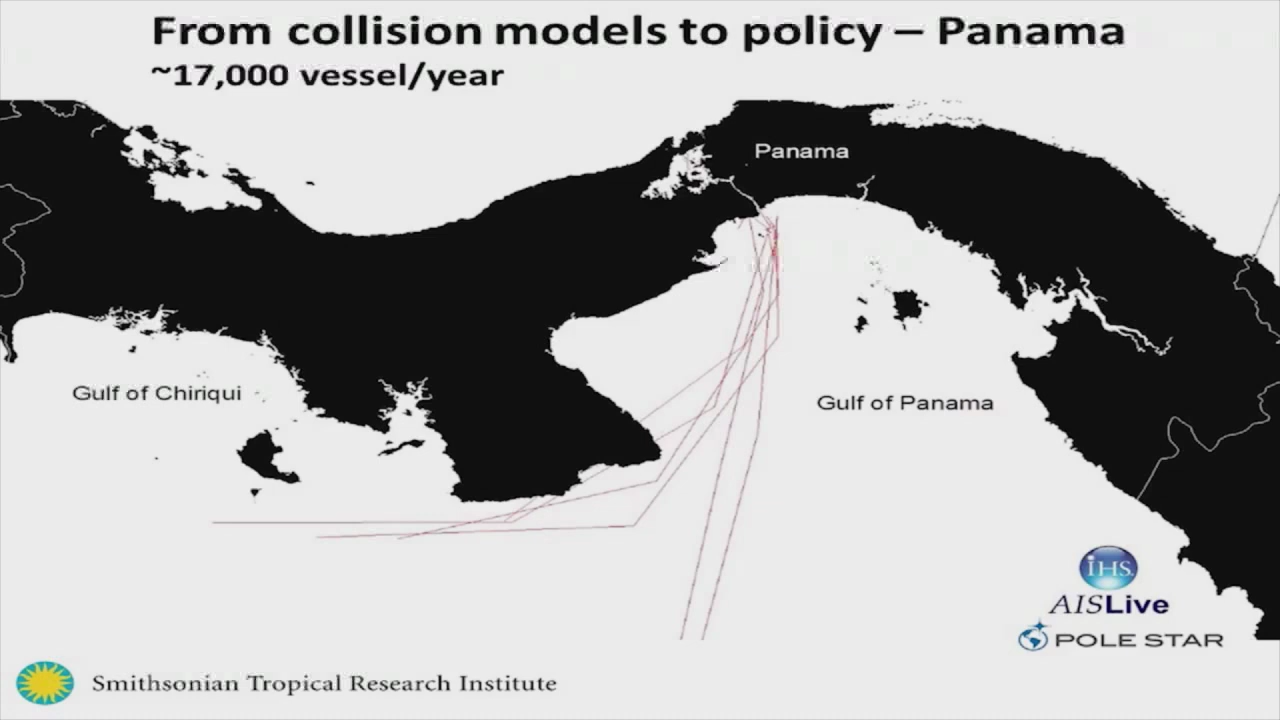 From collision models to policy – Panama
~17,000 vessel/year
Panama
Gulf of Chiriqui
Gulf of Panama
IHS
AISLive
POLE STAR
Smithsonian Tropical Research Institute